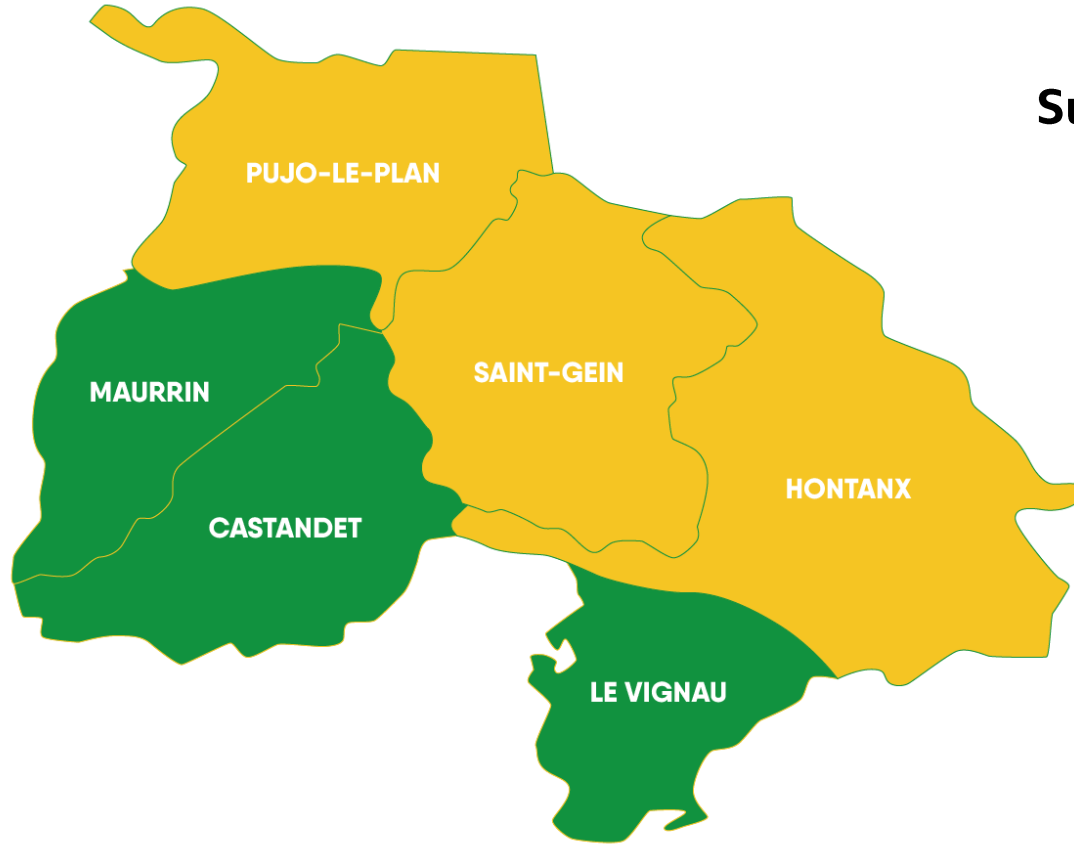 PUJO-LE-PLAN
SAINT-GEIN
MAURRIN
HONTANX
CASTANDET
LE VIGNAU